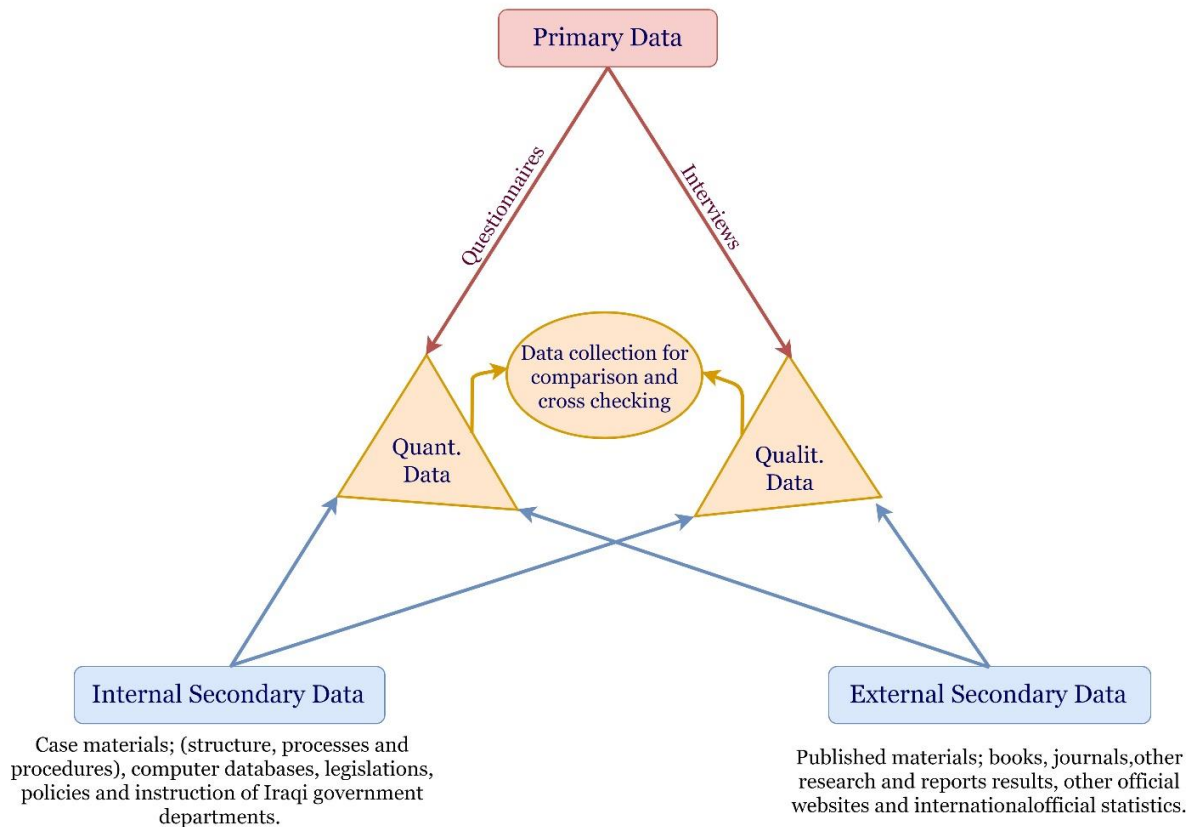 Primary Data
Questionnaires
Interviews
Data collection for
comparison and
cross checking
Quant.
Data
Qualit.
Data
Internal Secondary Data
Case materials; (structure, processes and
procedures), computer databases, legislations,
policies and instruction of Iraqi government
departments.
External Secondary Data
Published materials; books, journals,other
research and reports results, other official
websites and internationalofficial statistics.